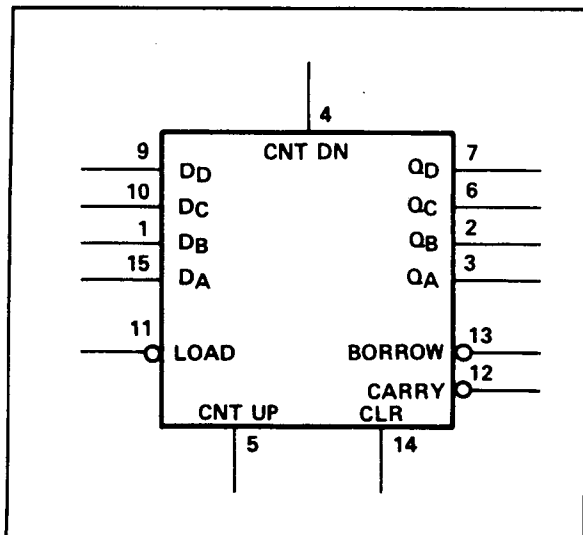 4
CNT DN
9 DD QD 7
10 DC QC 6
1 DB QB 2
15 DA QA 3
11 LOAD BORROW 13
CARRY 12
CNT UP CLR
5 14